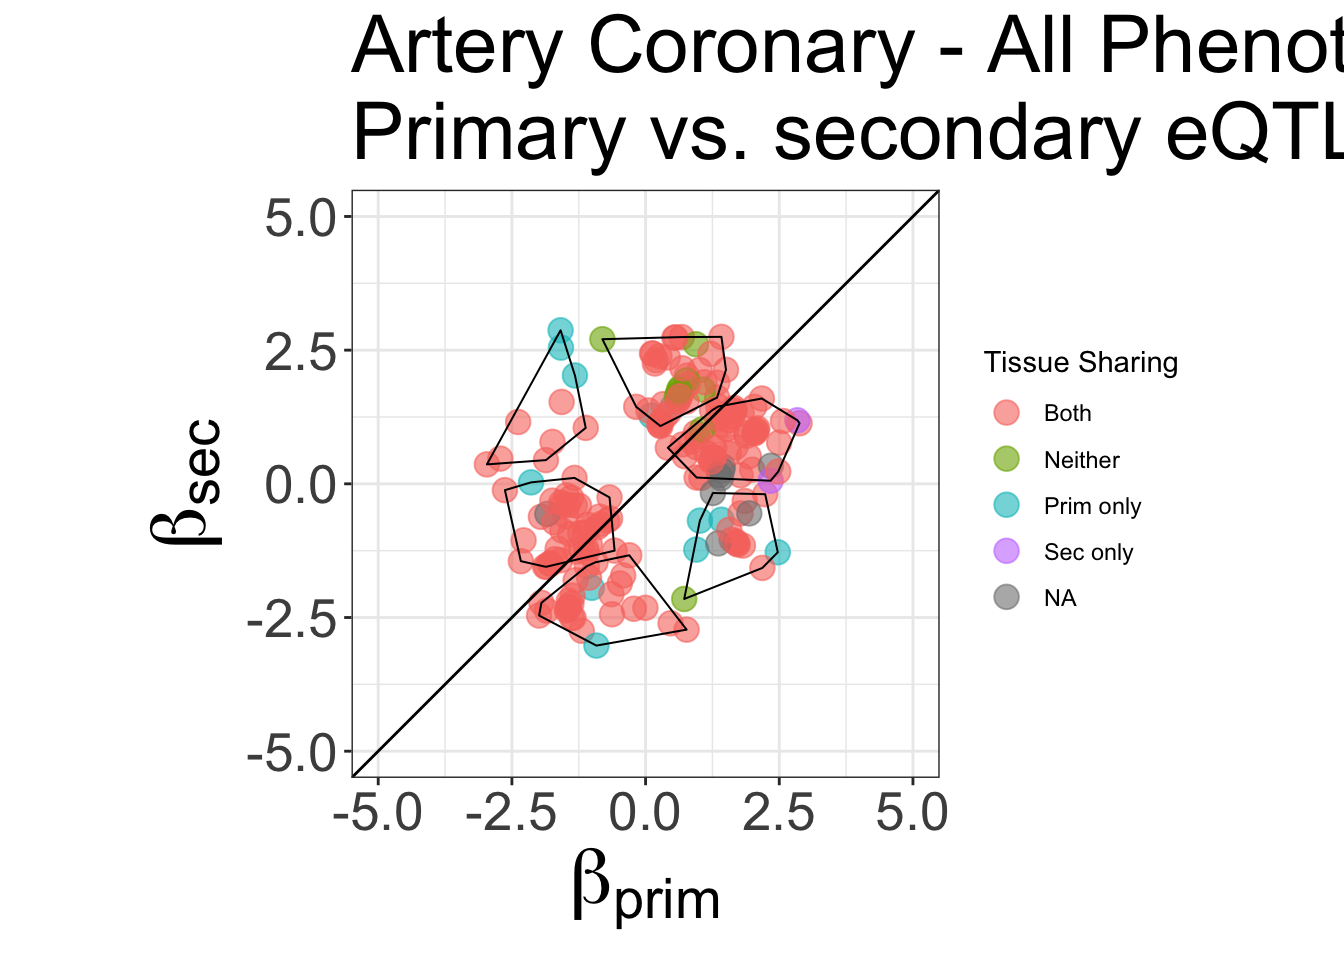 Artery Coronary - All Phenot
Primary vs. secondary eQTL
5.0
2.5
0.0
-2.5
-5.0
βsec
-5.0 -2.5 0.0 2.5 5.0
βprim
Tissue Sharing
Both
Neither
Prim only
Sec only
NA